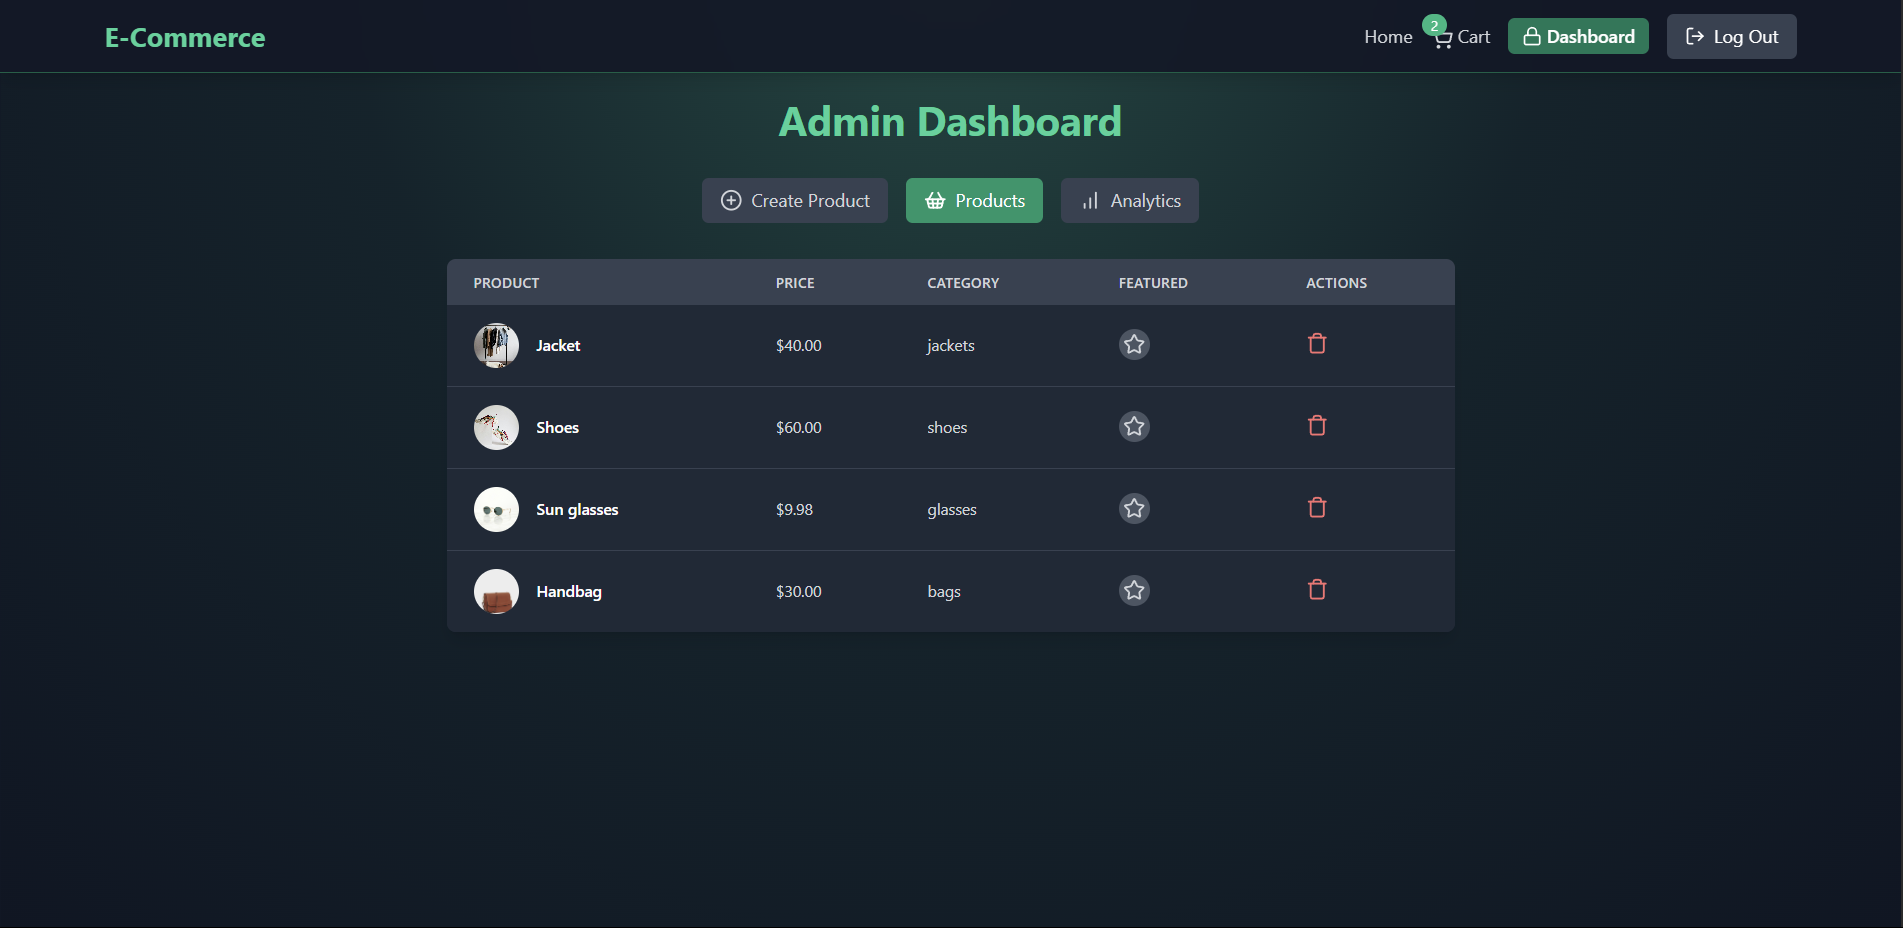 E-Commerce
Home 2 Cart Dashboard Log Out
Admin Dashboard
Create Product Products Analytics
PRODUCT PRICE CATEGORY FEATURED ACTIONS
Jacket $40.00 jackets
Shoes $60.00 shoes
Sun glasses $9.98 glasses
Handbag $30.00 bags